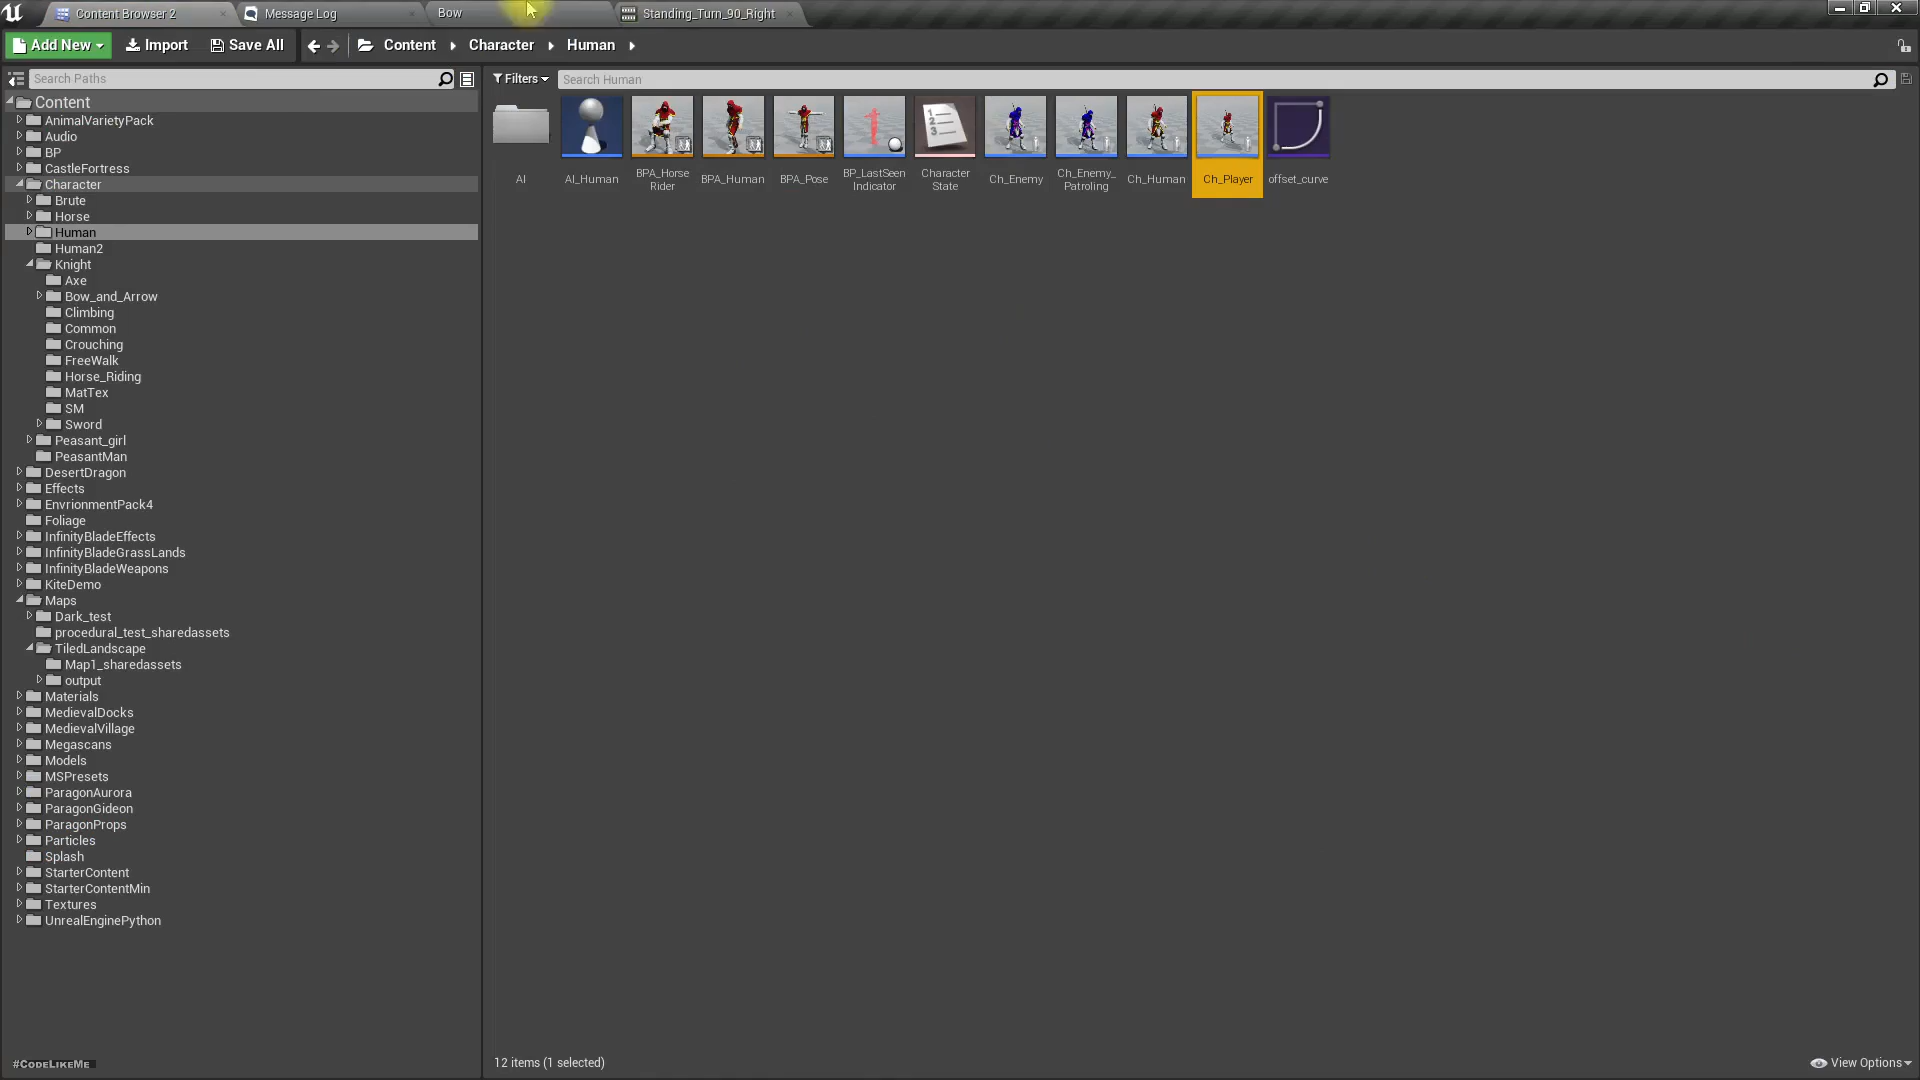 Content Browser 2
Message Log
Bow
Standing_Turn_90_Right
Add New
Import
Save All
Content
Character
Human
Search Paths
Filters
Search Human
Content
AnimalVarietyPack
Audio
BP
CastleFortress
Character
Brute
Horse
Human
Human2
Knight
Axe
Bow_and_Arrow
Climbing
Common
Crouching
FreeWalk
Horse_Riding
MatTex
SM
Sword
Peasant_girl
PeasantMan
DesertDragon
Effects
EnvrionmentPack4
Foliage
InfinityBladeEffects
InfinityBladeGrassLands
InfinityBladeWeapons
KiteDemo
Maps
Dark_test
procedural_test_sharedassets
TiledLandscape
Map1_sharedassets
output
Materials
MedievalDocks
MedievalVillage
Megascans
Models
MSPresets
ParagonAurora
ParagonGideon
ParagonProps
Particles
Splash
StarterContent
StarterContentMin
Textures
UnrealEnginePython
AI
AI_Human
BPA_Horse
Rider
BPA_Human
BPA_Pose
BP_LastSeen
Indicator
1
2
3
Character
State
Ch_Enemy
Ch_Enemy_
Patroling
Ch_Human
Ch_Player
offset_curve
#CodeLikeMe
12 items (1 selected)
View Options